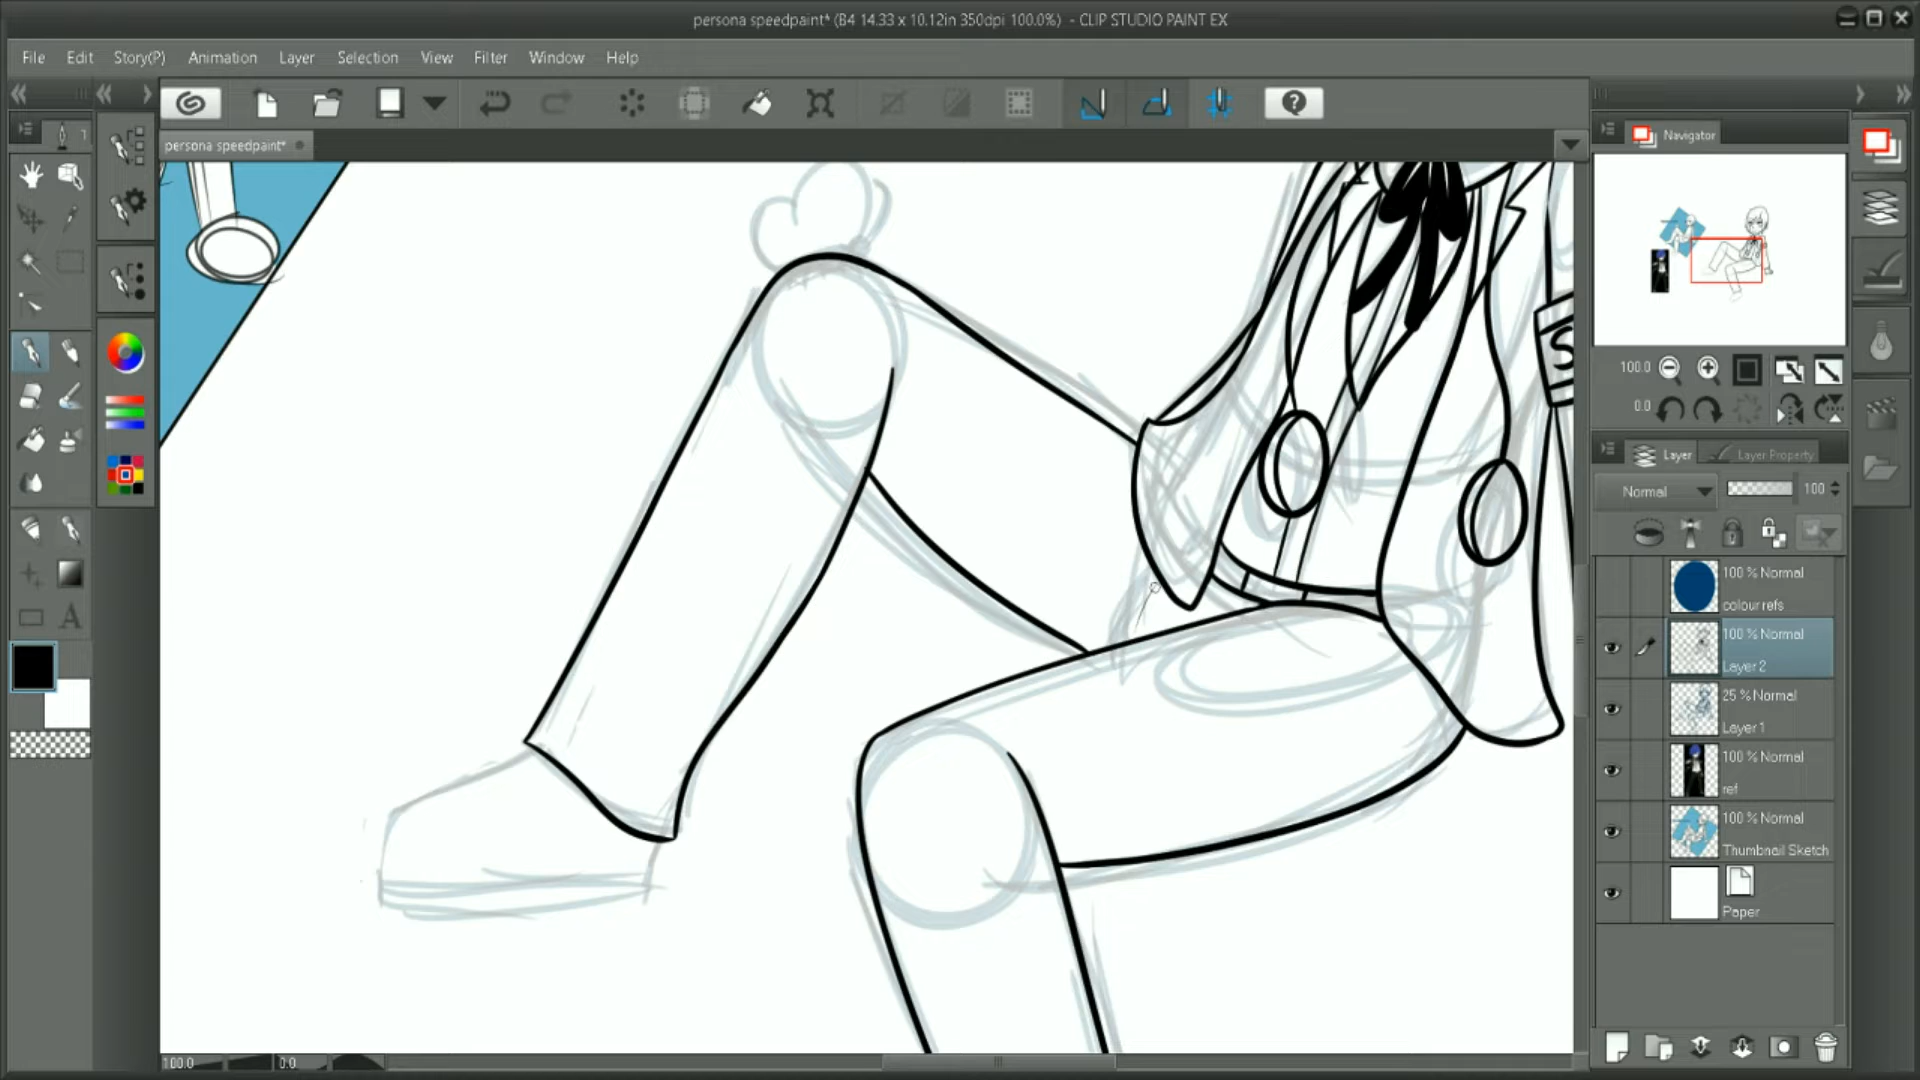 persona speedpaint* (B4 14.33 x 10.12in 350dpi 100.0%) - CLIP STUDIO PAINT EX
File Edit Story(P) Animation Layer Selection View Filter Window Help
persona speedpaint*
Navigator
100.0
0.0
Layer Layer Property
Normal 100
100 % Normal
colour refs
100 % Normal
Layer 2
25 % Normal
Layer 1
100 % Normal
ref
100 % Normal
Thumbnail Sketch
Paper
S
A
100.0 0.0